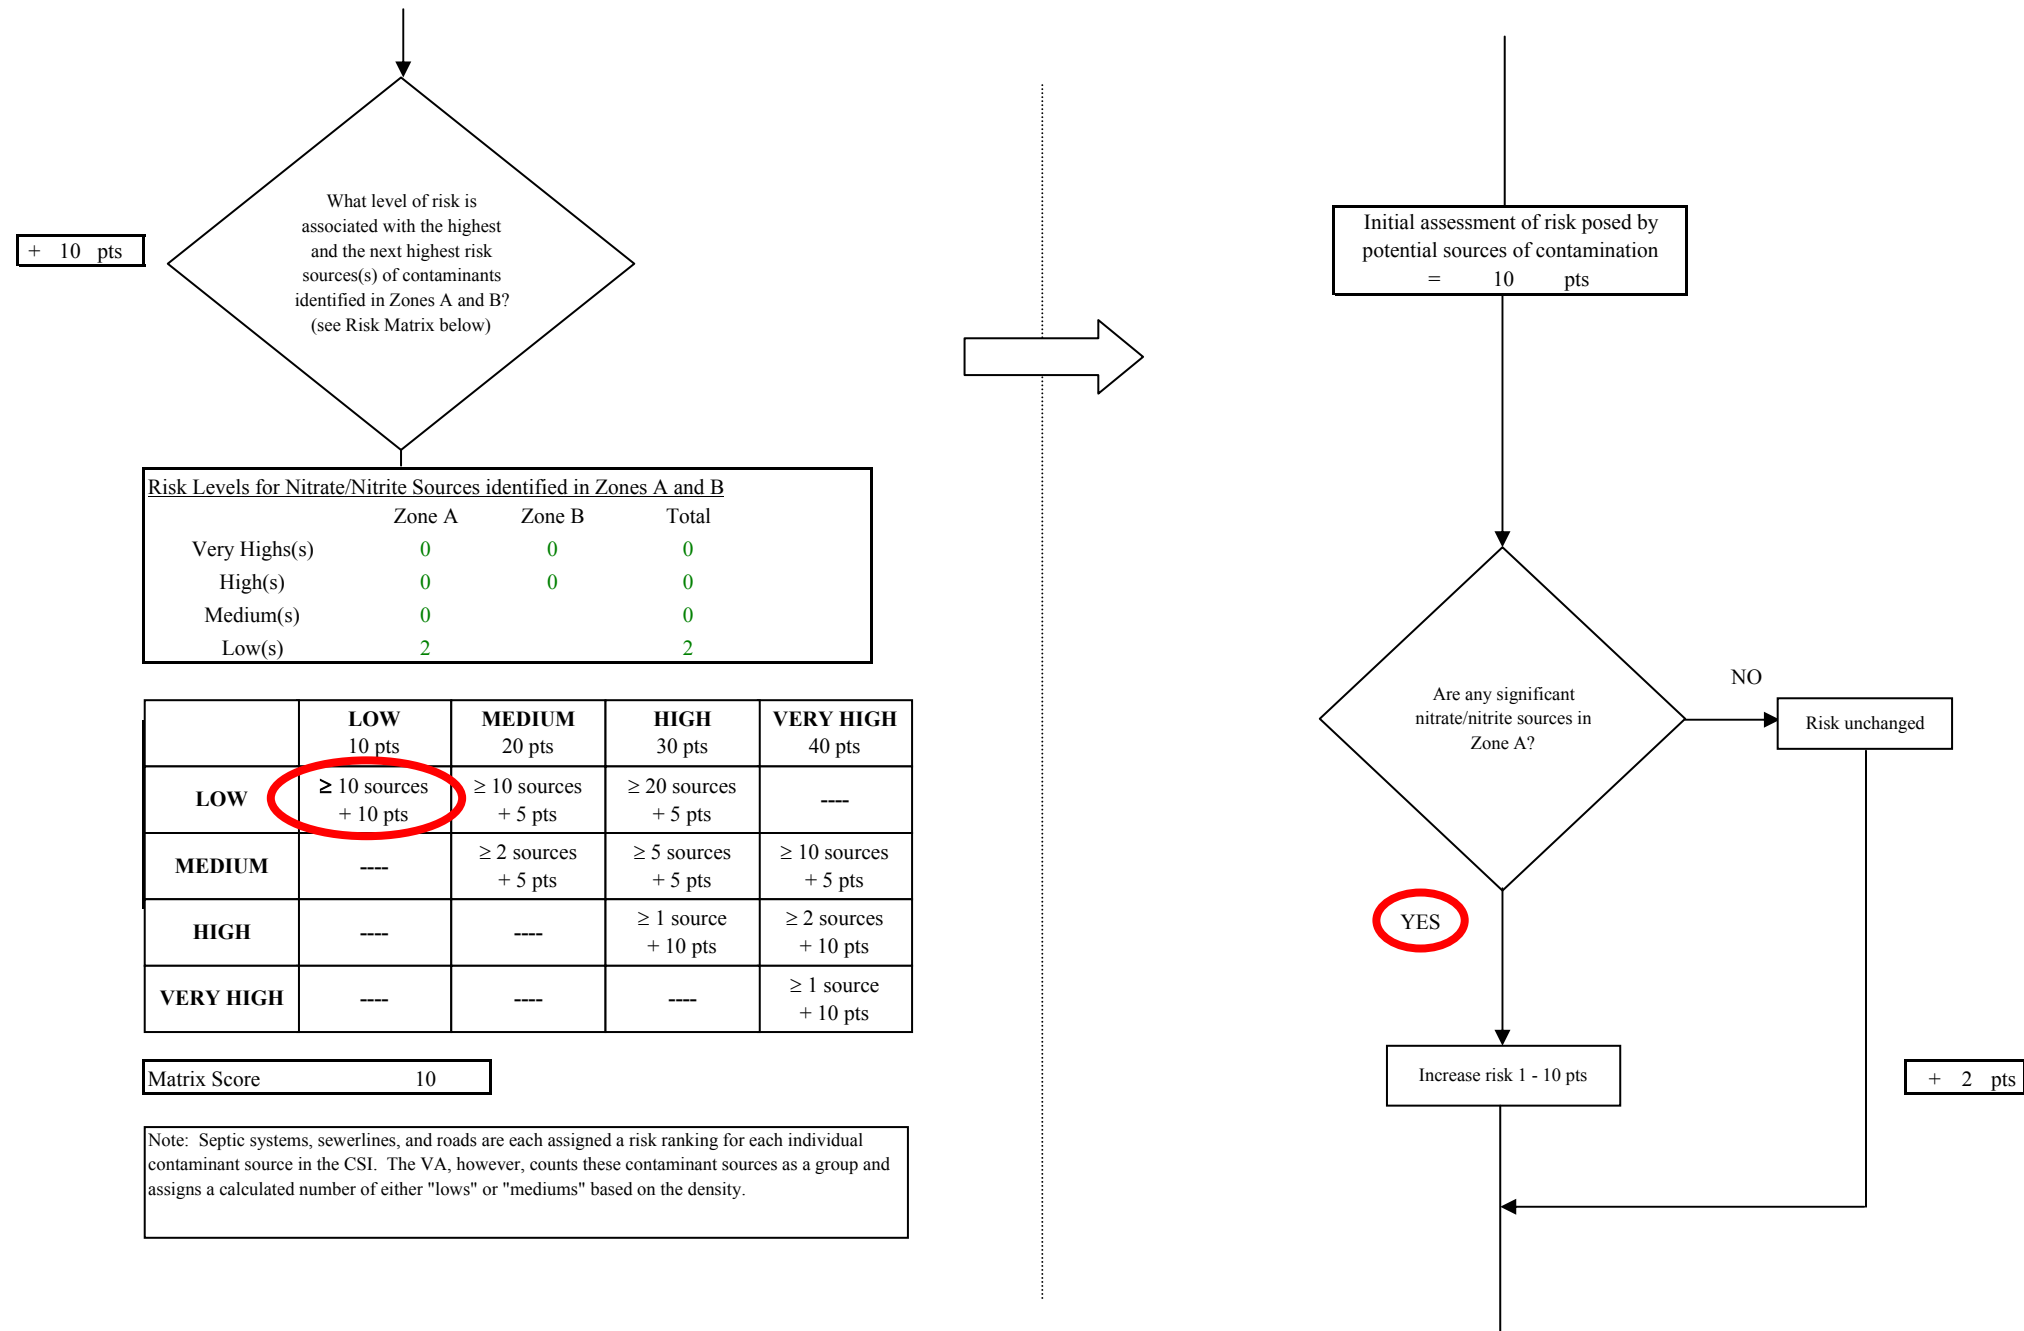 + 10 pts
What level of risk is
associated with the highest
and the next highest risk
sources(s) of contaminants
identified in Zones A and B?
(see Risk Matrix below)
Risk Levels for Nitrate/Nitrite Sources identified in Zones A and B
Zone A Zone B Total
Very Highs(s) 0 0 0
High(s) 0 0 0
Medium(s) 0 0
Low(s) 2 2
LOW MEDIUM HIGH VERY HIGH
10 pts 20 pts 30 pts 40 pts
LOW ≥ 10 sources + 10 pts ≥ 10 sources + 5 pts ≥ 20 sources + 5 pts ----
MEDIUM ---- ≥ 2 sources + 5 pts ≥ 5 sources + 5 pts ≥ 10 sources + 5 pts
HIGH ---- ---- ≥ 1 source + 10 pts ≥ 2 sources + 10 pts
VERY HIGH ---- ---- ---- ≥ 1 source + 10 pts
Matrix Score 10
Note: Septic systems, sewerlines, and roads are each assigned a risk ranking for each individual
contaminant source in the CSI. The VA, however, counts these contaminant sources as a group and
assigns a calculated number of either "lows" or "mediums" based on the density.
Initial assessment of risk posed by
potential sources of contamination
= 10 pts
Are any significant
nitrate/nitrite sources in
Zone A?
NO
Risk unchanged
YES
Increase risk 1 - 10 pts
+ 2 pts